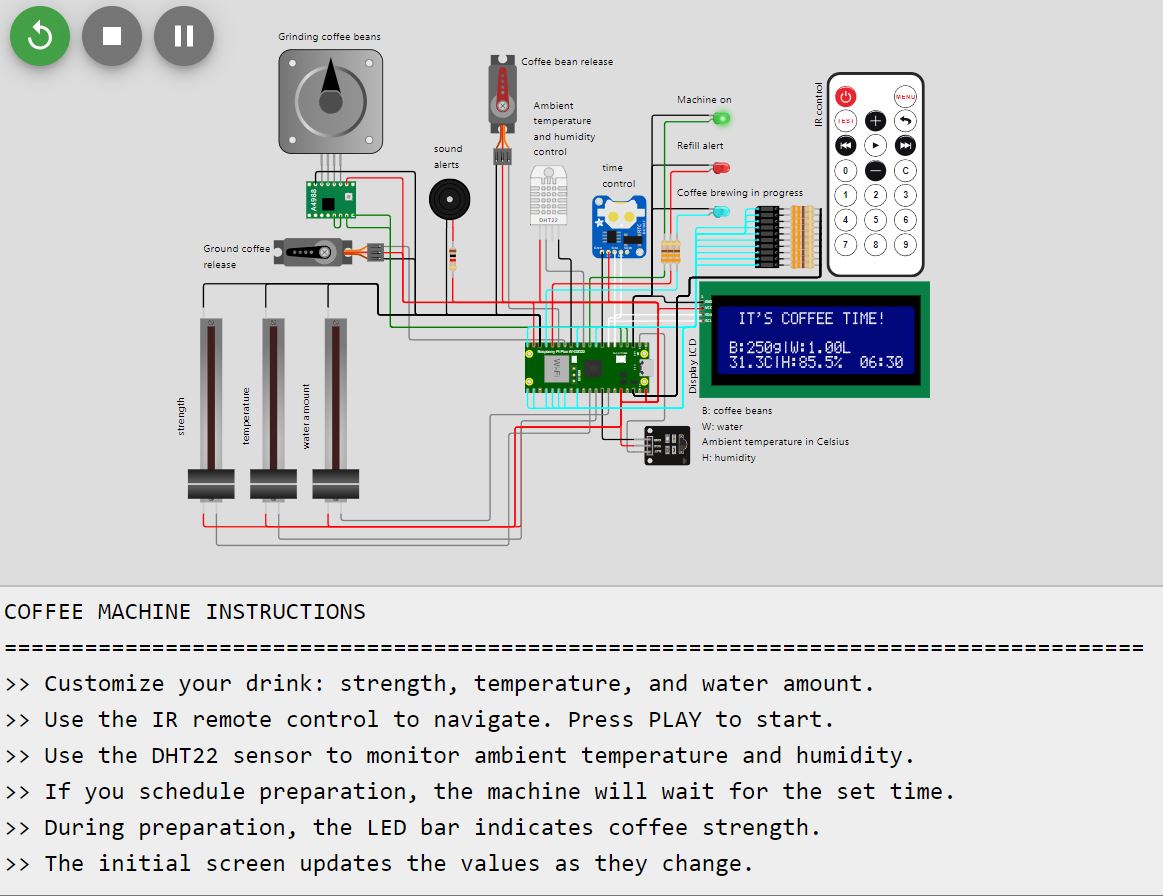 Grinding coffee beans
Coffee bean release
Ambient
temperature
and humidity
control
sound
alerts
time
control
Machine on
Refill alert
Coffee brewing in progress
IR control
MENU
TEST
0
C
1
2
3
4
5
6
7
8
9
A4988
DHT22
Ground coffee
release
strength
temperature
water amount
Wi-Fi
Display LCD
IT'S COFFEE TIME!
B:250g|W:1.00L
31.3C|H:85.5% 06:30
B: coffee beans
W: water
Ambient temperature in Celsius
H: humidity
COFFEE MACHINE INSTRUCTIONS
=====================================================================================
>> Customize your drink: strength, temperature, and water amount.
>> Use the IR remote control to navigate. Press PLAY to start.
>> Use the DHT22 sensor to monitor ambient temperature and humidity.
>> If you schedule preparation, the machine will wait for the set time.
>> During preparation, the LED bar indicates coffee strength.
>> The initial screen updates the values as they change.